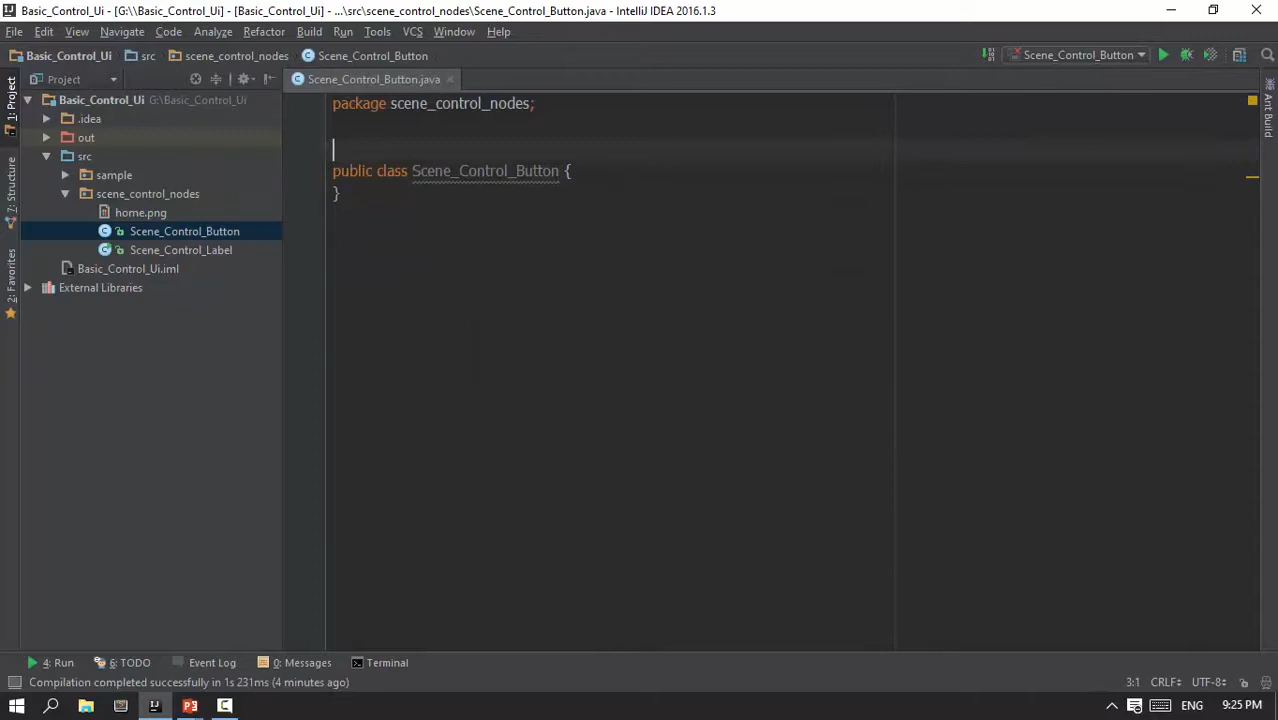 Basic_Control_Ui - [G:\\Basic_Control_Ui] - [Basic_Control_Ui] - ...\src\scene_control_nodes\Scene_Control_Button.java - IntelliJ IDEA 2016.1.3
File Edit View Navigate Code Analyze Refactor Build Run Tools VCS Window Help
Basic_Control_Ui src scene_control_nodes Scene_Control_Button Scene_Control_Button
Project Scene_Control_Button.java
1: Project
7: Structure
2: Favorites
Basic_Control_Ui G:\Basic_Control_Ui
.idea
out
src
sample
scene_control_nodes
home.png
Scene_Control_Button
Scene_Control_Label
Basic_Control_Ui.iml
External Libraries
package scene_control_nodes;
public class Scene_Control_Button {
}
Ant Build
4: Run 6: TODO Event Log 0: Messages Terminal
Compilation completed successfully in 1s 231ms (4 minutes ago) 3:1 CRLF UTF-8
ENG 9:25 PM